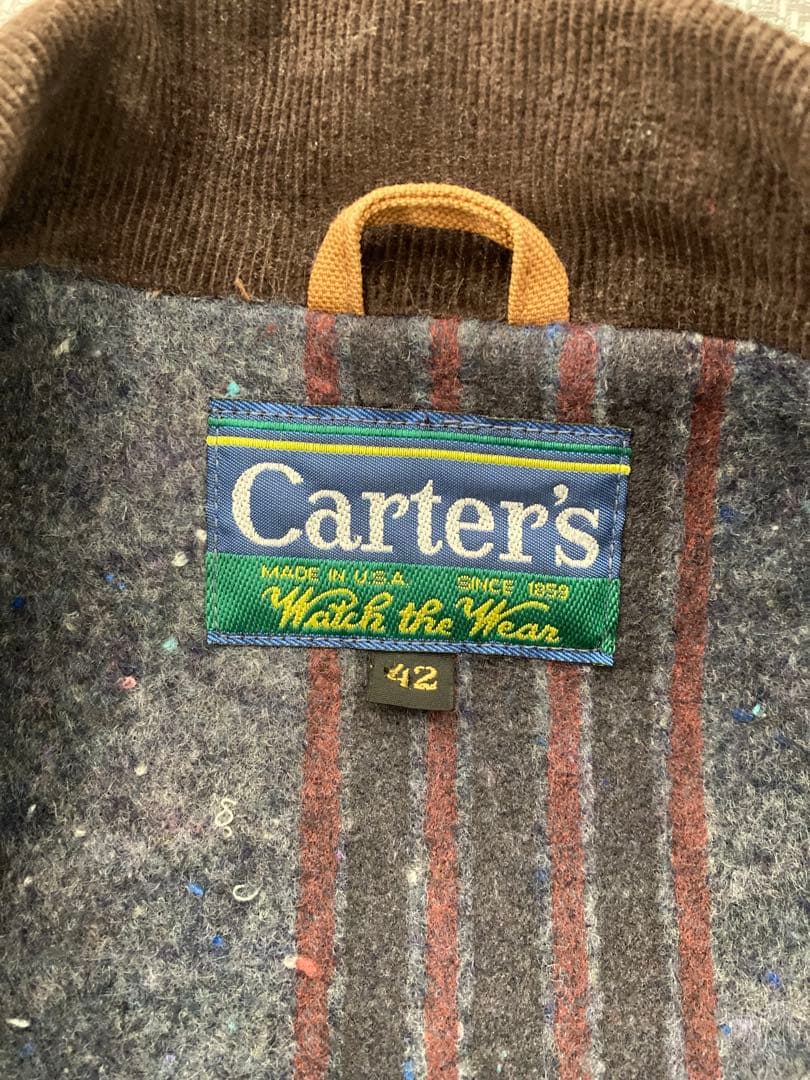 Carter's
MADE IN U.S.A. SINCE 1859
Watch the Wear
42